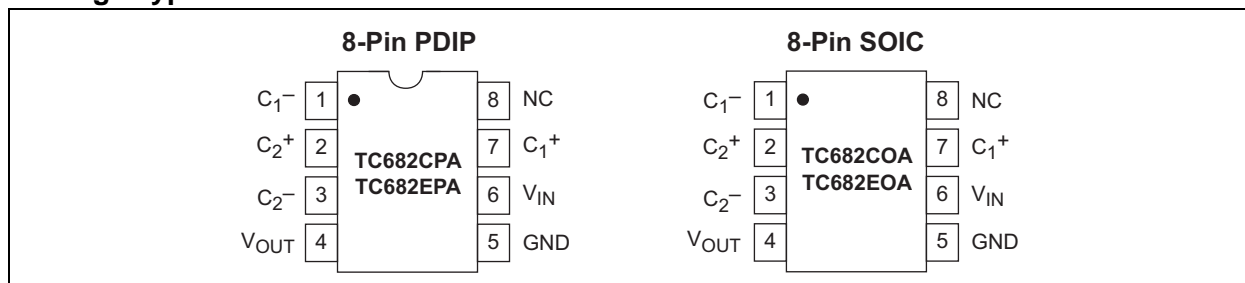 8-Pin PDIP
C1– 1 8 NC
C2+ 2 7 C1+
C2– 3 6 VIN
VOUT 4 5 GND
TC682CPA
TC682EPA
8-Pin SOIC
C1– 1 8 NC
C2+ 2 7 C1+
C2– 3 6 VIN
VOUT 4 5 GND
TC682COA
TC682EOA